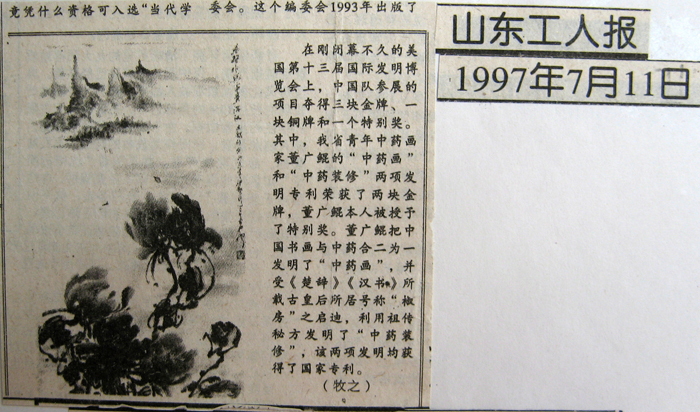 竟凭什么资格可入选“当代学
委会。这个编委会1993年出版了
山东工人报
1997年7月11日
在刚闭幕不久的美
国第十三届国际发明博
览会上，中国队参展的
项目夺得三块金牌、一
块铜牌和一个特别奖。
其中，我省青年中药画
家董广鲲的“中药画”
和“中药装修”两项发
明专利荣获了两块金
牌，董广鲲本人被授予
了特别奖。董广鲲把中
国书画与中药合二为一
发明了“中药画”，并
受《楚辞》《汉书》所
载古皇后所居号称“椒
房”之启迪，利用祖传
秘方发明了“中药装
修”，该两项发明均获
得了国家专利。
（牧之）